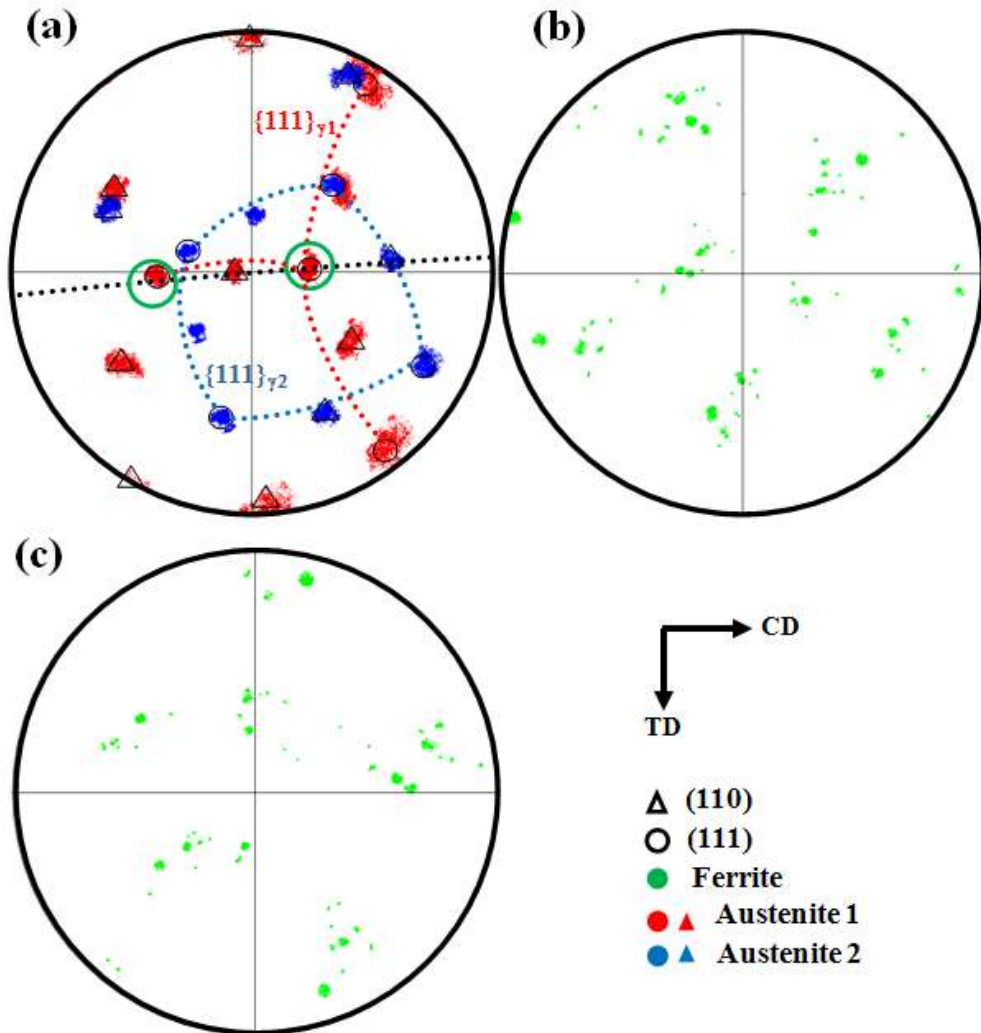 (a)
(b)
{111}γ1
{111}γ2
(c)
CD
TD
(110)
(111)
Ferrite
Austenite 1
Austenite 2